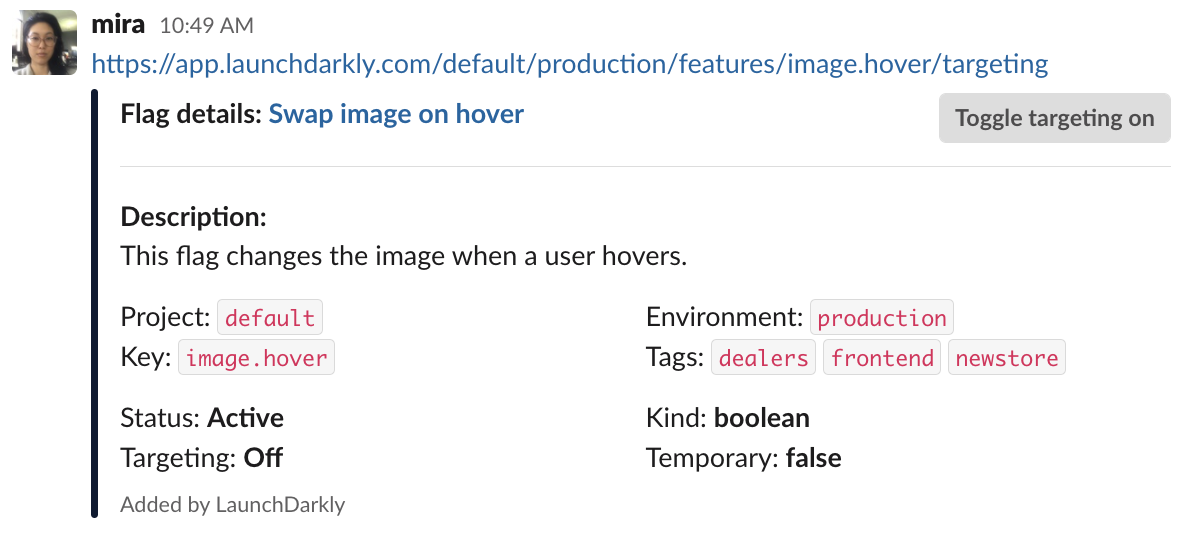 mira 10:49 AM
https://app.launchdarkly.com/default/production/features/image.hover/targeting
Flag details: Swap image on hover
Toggle targeting on
Description:
This flag changes the image when a user hovers.
Project: default
Environment: production
Key: image.hover
Tags: dealers frontend newstore
Status: Active
Kind: boolean
Targeting: Off
Temporary: false
Added by LaunchDarkly